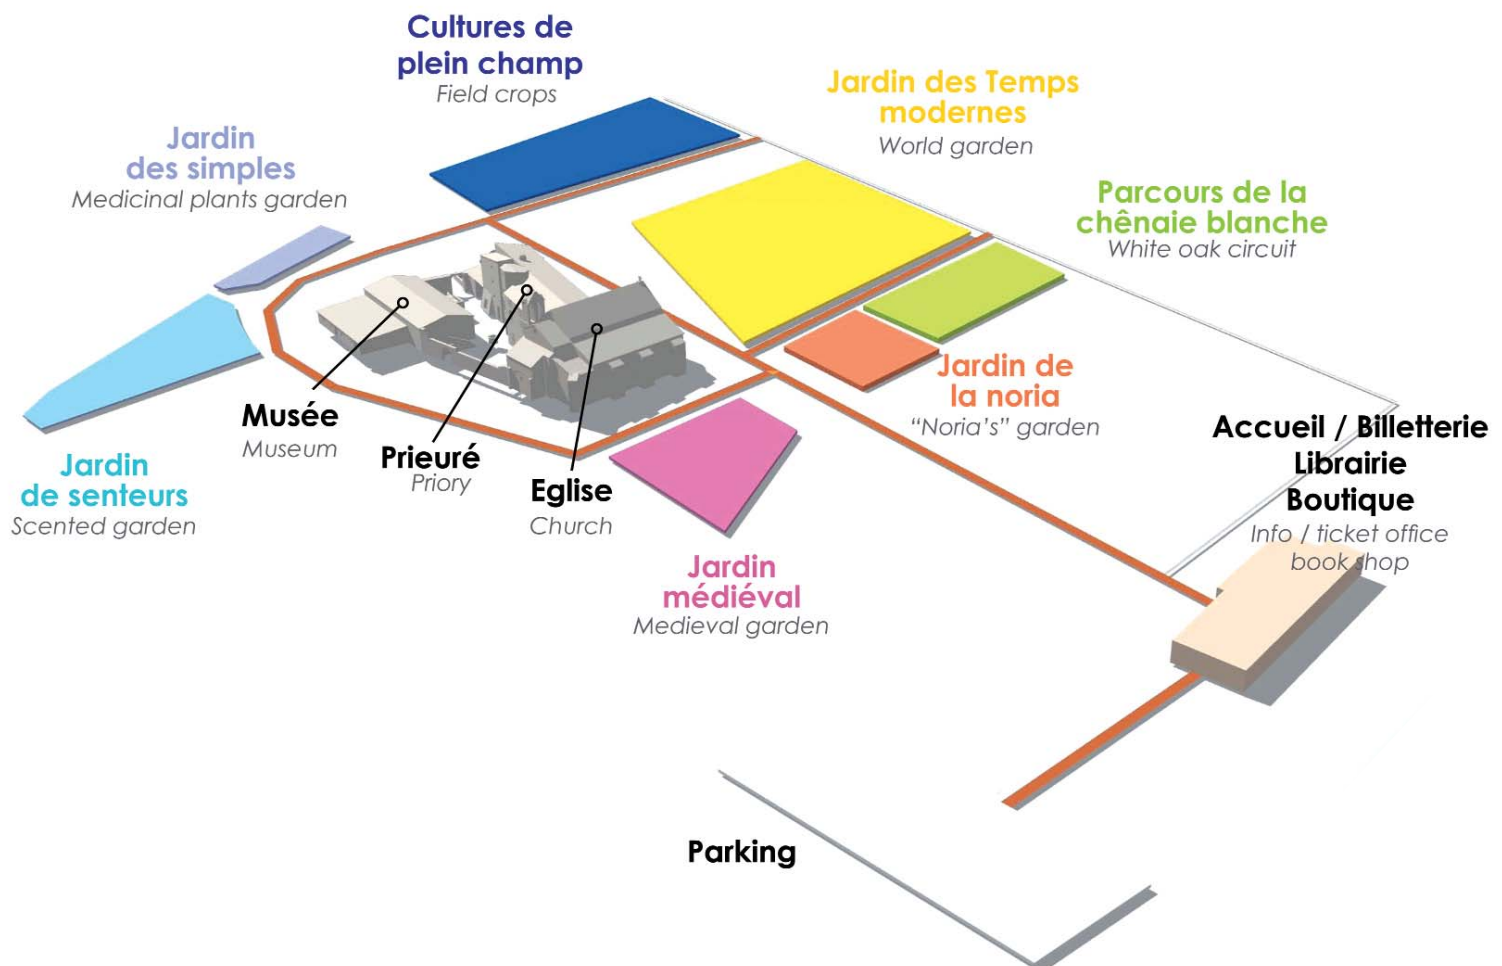 Cultures de
plein champ
Field crops
Jardin des Temps
modernes
World garden
Jardin
des simples
Medicinal plants garden
Parcours de la
chênaie blanche
White oak circuit
Jardin de
la noria
“Noria’s” garden
Musée
Museum
Prieuré
Priory
Eglise
Church
Accueil / Billetterie
Librairie
Boutique
Info / ticket office
book shop
Jardin
de senteurs
Scented garden
Jardin
médiéval
Medieval garden
Parking